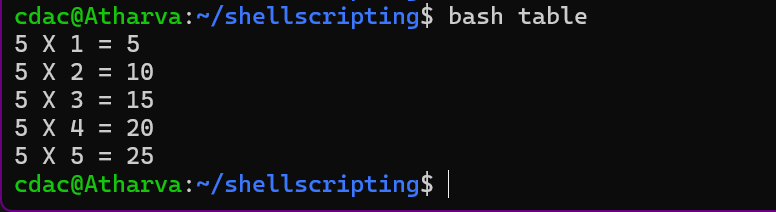 cdac@Atharva:~/shellscripting$ bash table
5 X 1 = 5
5 X 2 = 10
5 X 3 = 15
5 X 4 = 20
5 X 5 = 25
cdac@Atharva:~/shellscripting$